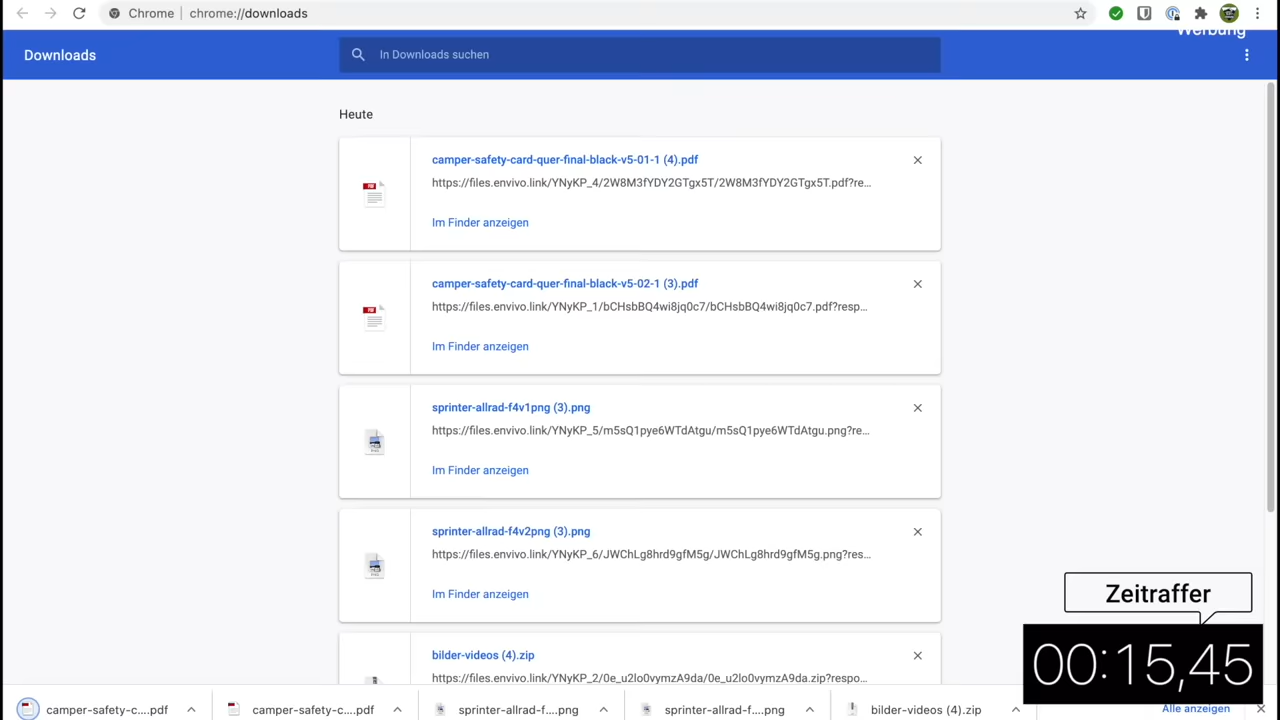 Chrome
chrome://downloads
Werbung
Downloads
In Downloads suchen
Heute
camper-safety-card-quer-final-black-v5-01-1 (4).pdf
https://files.envivo.link/YNyKP_4/2W8M3fYDY2GTgx5T/2W8M3fYDY2GTgx5T.pdf?re…
Im Finder anzeigen
camper-safety-card-quer-final-black-v5-02-1 (3).pdf
https://files.envivo.link/YNyKP_1/bCHsbBQ4wi8jq0c7/bCHsbBQ4wi8jq0c7.pdf?resp…
Im Finder anzeigen
sprinter-allrad-f4v1png (3).png
https://files.envivo.link/YNyKP_5/m5sQ1pye6WTdAtgu/m5sQ1pye6WTdAtgu.png?re…
Im Finder anzeigen
sprinter-allrad-f4v2png (3).png
https://files.envivo.link/YNyKP_6/JWChLg8hrd9gfM5g/JWChLg8hrd9gfM5g.png?res…
Im Finder anzeigen
bilder-videos (4).zip
https://files.envivo.link/YNyKP_2/0e_u2lo0vymzA9da/0e_u2lo0vymzA9da.zip?respo…
Zeitraffer
00:15,45
camper-safety-c....pdf
camper-safety-c....pdf
sprinter-allrad-f....png
sprinter-allrad-f....png
bilder-videos (4).zip
Alle anzeigen